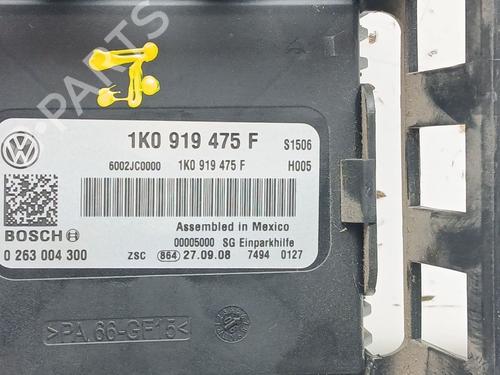 1K0 919 475 F S1506
6002JC0000 1K0 919 475 F H005
Assembled in Mexico
00005000 SG Einparkhilfe
BOSCH
0 263 004 300 ZSC 864 27.09.08 7494 0127
>PA.66-GF15<